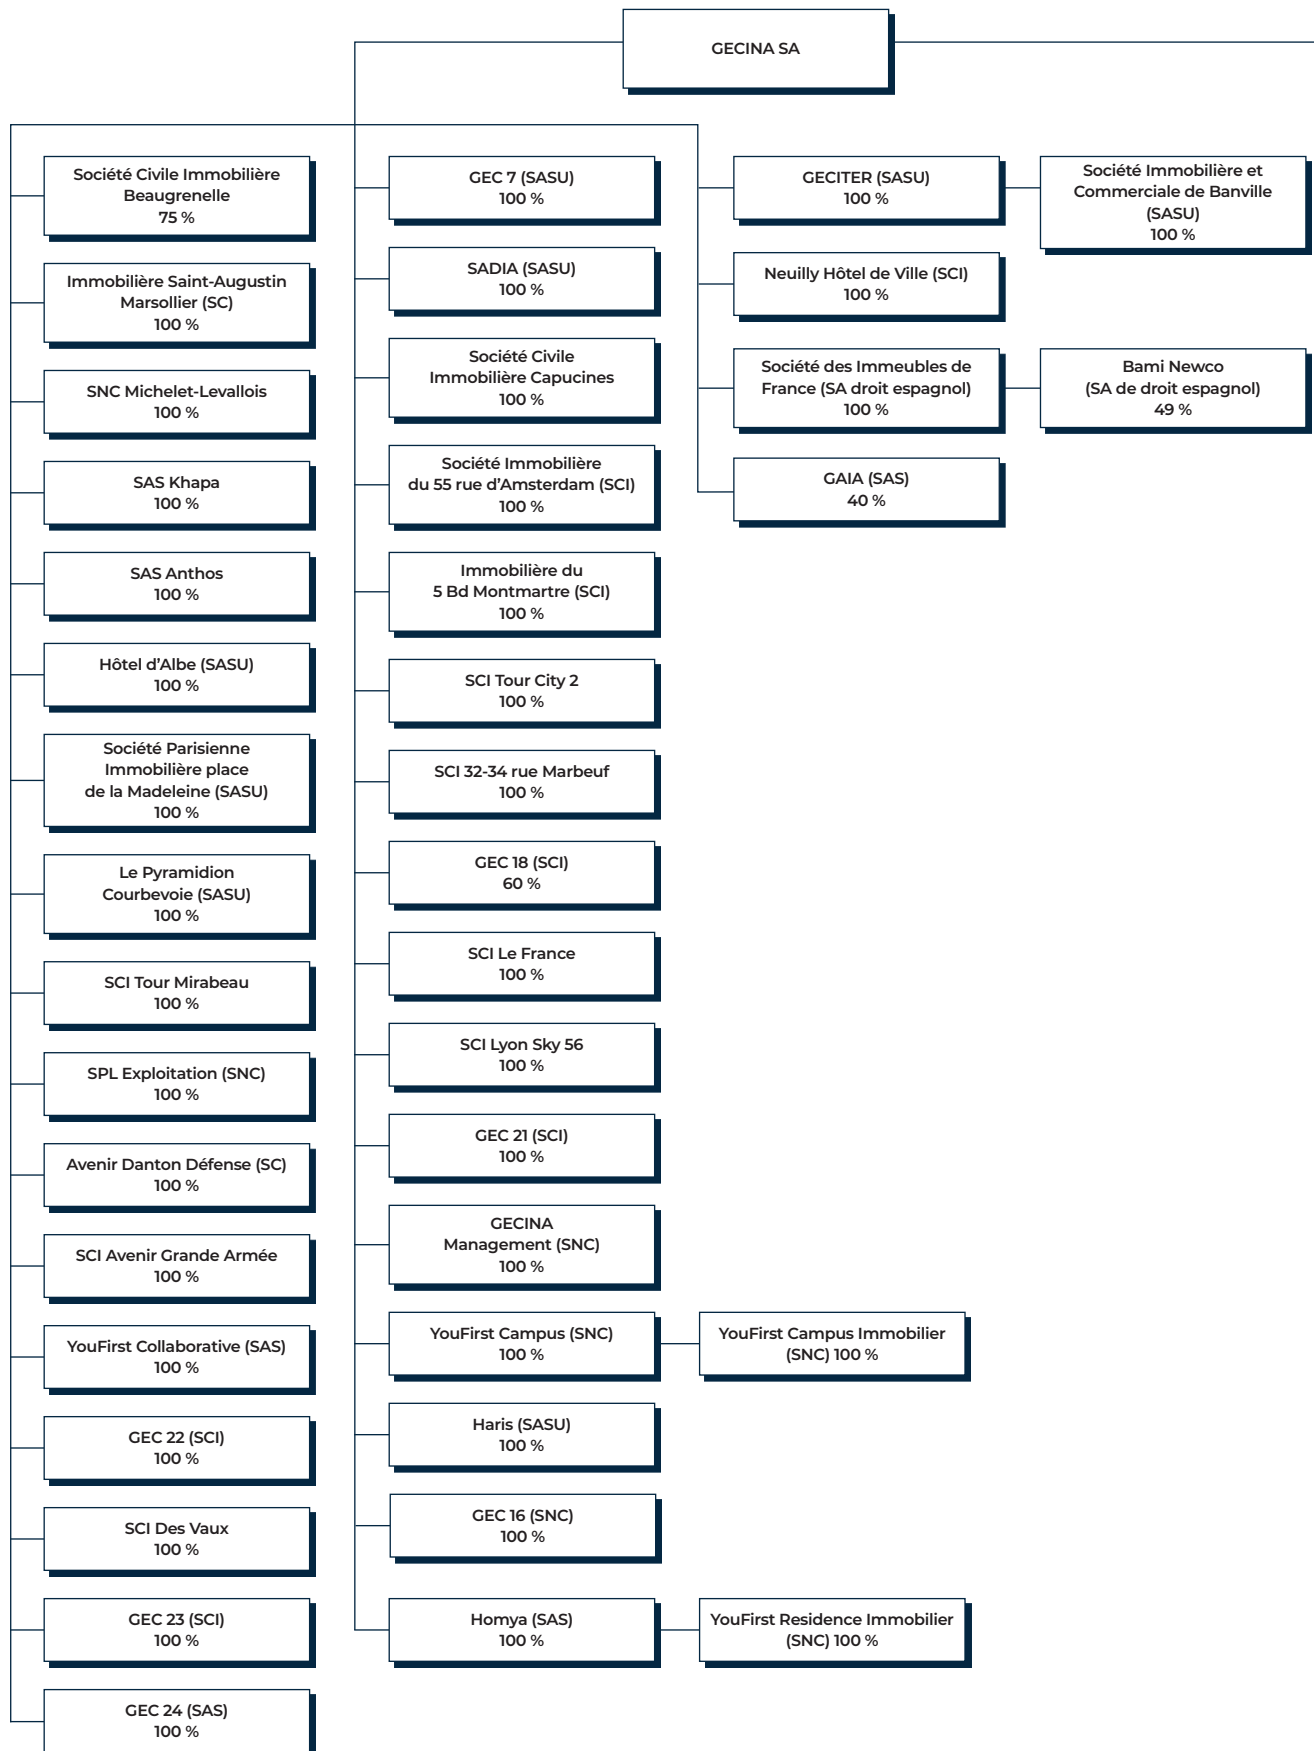 GECINA SA
Société Civile Immobilière
Beaugrenelle
75 %
Immobilière Saint-Augustin
Marsollier (SC)
100 %
SNC Michelet-Levallois
100 %
SAS Khapa
100 %
SAS Anthos
100 %
Hôtel d’Albe (SASU)
100 %
Société Parisienne
Immobilière place
de la Madeleine (SASU)
100 %
Le Pyramidion
Courbevoie (SASU)
100 %
SCI Tour Mirabeau
100 %
SPL Exploitation (SNC)
100 %
Avenir Danton Défense (SC)
100 %
SCI Avenir Grande Armée
100 %
YouFirst Collaborative (SAS)
100 %
GEC 22 (SCI)
100 %
SCI Des Vaux
100 %
GEC 23 (SCI)
100 %
GEC 24 (SAS)
100 %
GEC 7 (SASU)
100 %
SADIA (SASU)
100 %
Société Civile
Immobilière Capucines
100 %
Société Immobilière
du 55 rue d’Amsterdam (SCI)
100 %
Immobilière du
5 Bd Montmartre (SCI)
100 %
SCI Tour City 2
100 %
SCI 32-34 rue Marbeuf
100 %
GEC 18 (SCI)
60 %
SCI Le France
100 %
SCI Lyon Sky 56
100 %
GEC 21 (SCI)
100 %
GECINA
Management (SNC)
100 %
YouFirst Campus (SNC)
100 %
YouFirst Campus Immobilier
(SNC) 100 %
Haris (SASU)
100 %
GEC 16 (SNC)
100 %
Homya (SAS)
100 %
YouFirst Residence Immobilier
(SNC) 100 %
GECITER (SASU)
100 %
Société Immobilière et
Commerciale de Banville
(SASU)
100 %
Neuilly Hôtel de Ville (SCI)
100 %
Société des Immeubles de
France (SA droit espagnol)
100 %
Bami Newco
(SA de droit espagnol)
49 %
GAIA (SAS)
40 %